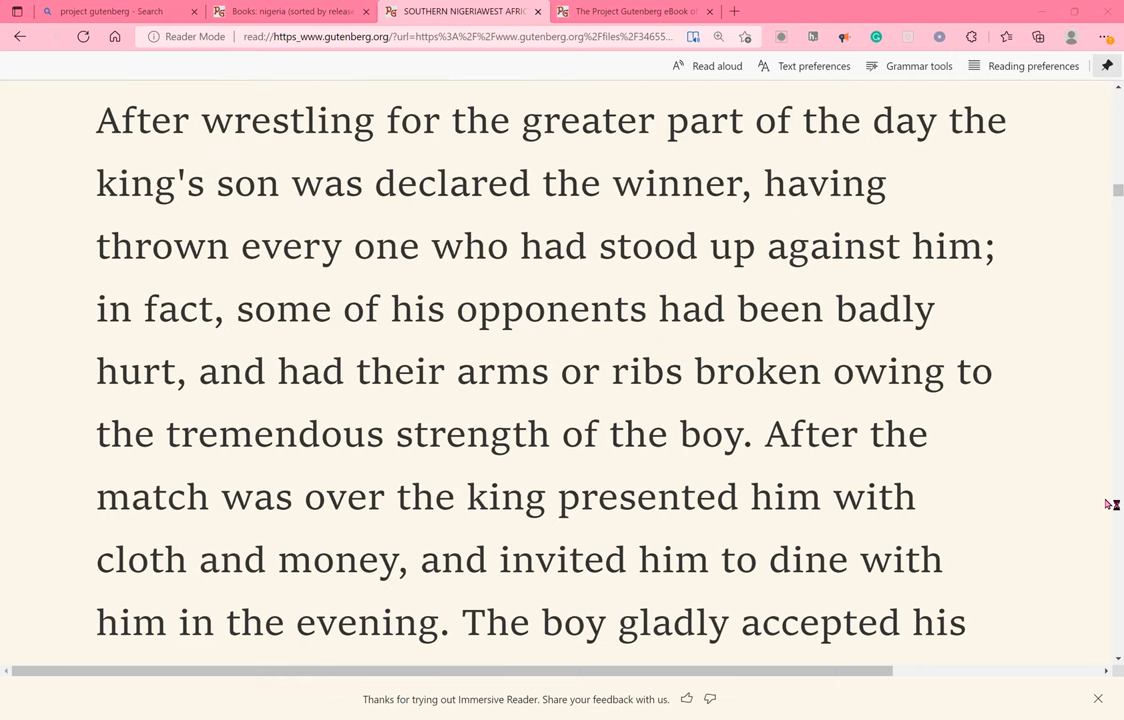 project gutenberg - Search
Books: nigeria (sorted by releas
SOUTHERN NIGERIAWEST AFRIC
The Project Gutenberg eBook of
Reader Mode
read://https_www.gutenberg.org/?url=https%3A%2F%2Fwww.gutenberg.org%2Ffiles%2F34655...
Read aloud
Text preferences
Grammar tools
Reading preferences
After wrestling for the greater part of the day the
king's son was declared the winner, having
thrown every one who had stood up against him;
in fact, some of his opponents had been badly
hurt, and had their arms or ribs broken owing to
the tremendous strength of the boy. After the
match was over the king presented him with
cloth and money, and invited him to dine with
him in the evening. The boy gladly accepted his
Thanks for trying out Immersive Reader. Share your feedback with us.